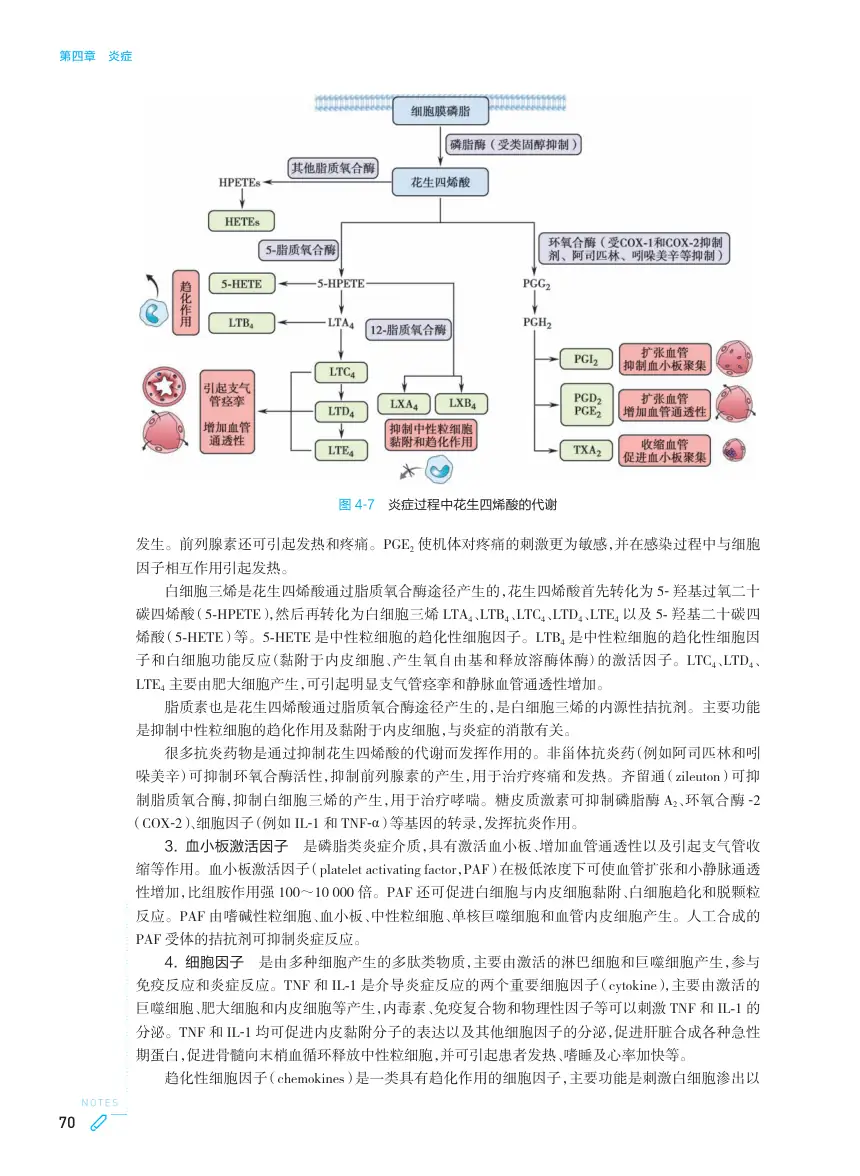 第四章　炎症
细胞膜磷脂
磷脂酶（受类固醇抑制）
其他脂质氧合酶
HPETEs
花生四烯酸
HETEs
5-脂质氧合酶
环氧合酶（受COX-1和COX-2抑制
剂、阿司匹林、吲哚美辛等抑制）
趋化作用
5-HETE
5-HPETE
PGG₂
LTB₄
LTA₄
12-脂质氧合酶
PGH₂
LTC₄
PGI₂
扩张血管
抑制血小板聚集
引起支气
管痉挛
增加血管
通透性
LTD₄
LXA₄
LXB₄
PGD₂
PGE₂
扩张血管
增加血管通透性
抑制中性粒细胞
黏附和趋化作用
LTE₄
TXA₂
收缩血管
促进血小板聚集
图 4-7　炎症过程中花生四烯酸的代谢
发生。前列腺素还可引起发热和疼痛。PGE₂ 使机体对疼痛的刺激更为敏感，并在感染过程中与细胞
因子相互作用引起发热。
白细胞三烯是花生四烯酸通过脂质氧合酶途径产生的，花生四烯酸首先转化为 5- 羟基过氧二十
碳四烯酸（5-HPETE），然后再转化为白细胞三烯 LTA₄、LTB₄、LTC₄、LTD₄、LTE₄ 以及 5- 羟基二十碳四
烯酸（5-HETE）等。5-HETE 是中性粒细胞的趋化性细胞因子。LTB₄ 是中性粒细胞的趋化性细胞因
子和白细胞功能反应（黏附于内皮细胞、产生氧自由基和释放溶酶体酶）的激活因子。LTC₄、LTD₄、
LTE₄ 主要由肥大细胞产生，可引起明显支气管痉挛和静脉血管通透性增加。
脂质素也是花生四烯酸通过脂质氧合酶途径产生的，是白细胞三烯的内源性拮抗剂。主要功能
是抑制中性粒细胞的趋化作用及黏附于内皮细胞，与炎症的消散有关。
很多抗炎药物是通过抑制花生四烯酸的代谢而发挥作用的。非甾体抗炎药（例如阿司匹林和吲
哚美辛）可抑制环氧合酶活性，抑制前列腺素的产生，用于治疗疼痛和发热。齐留通（zileuton）可抑
制脂质氧合酶，抑制白细胞三烯的产生，用于治疗哮喘。糖皮质激素可抑制磷脂酶 A₂、环氧合酶 -2
（COX-2）、细胞因子（例如 IL-1 和 TNF-α）等基因的转录，发挥抗炎作用。
3. 血小板激活因子　是磷脂类炎症介质，具有激活血小板、增加血管通透性以及引起支气管收
缩等作用。血小板激活因子（platelet activating factor，PAF）在极低浓度下可使血管扩张和小静脉通透
性增加，比组胺作用强 100～10 000 倍。PAF 还可促进白细胞与内皮细胞黏附、白细胞趋化和脱颗粒
反应。PAF 由嗜碱性粒细胞、血小板、中性粒细胞、单核巨噬细胞和血管内皮细胞产生。人工合成的
PAF 受体的拮抗剂可抑制炎症反应。
4. 细胞因子　是由多种细胞产生的多肽类物质，主要由激活的淋巴细胞和巨噬细胞产生，参与
免疫反应和炎症反应。TNF 和 IL-1 是介导炎症反应的两个重要细胞因子（cytokine），主要由激活的
巨噬细胞、肥大细胞和内皮细胞等产生，内毒素、免疫复合物和物理性因子等可以刺激 TNF 和 IL-1 的
分泌。TNF 和 IL-1 均可促进内皮黏附分子的表达以及其他细胞因子的分泌，促进肝脏合成各种急性
期蛋白，促进骨髓向末梢血循环释放中性粒细胞，并可引起患者发热、嗜睡及心率加快等。
趋化性细胞因子（chemokines）是一类具有趋化作用的细胞因子，主要功能是刺激白细胞渗出以
NOTES
70